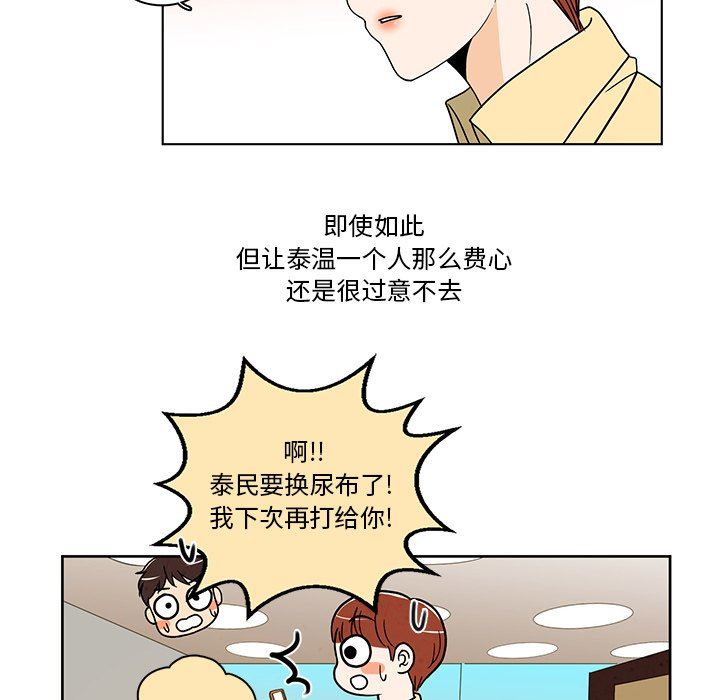 即使如此
但让泰温一个人那么费心
还是很过意不去
啊!!
泰民要换尿布了!
我下次再打给你!